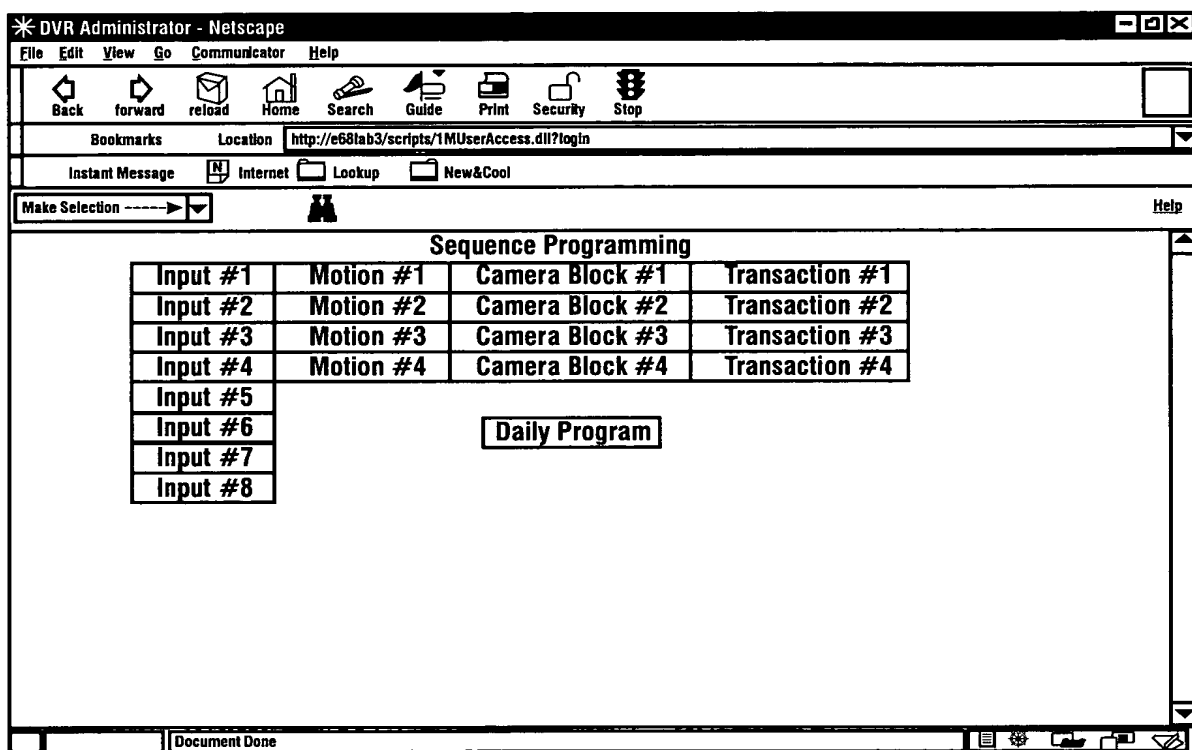 DVR Administrator - Netscape
File Edit View Go Communicator Help
Back forward reload Home Search Guide Print Security Stop
Bookmarks Location http://e68lab3/scripts/1MUserAccess.dll?login
Instant Message N Internet Lookup New&Cool
Make Selection -----> Help
Sequence Programming
Input #1 Motion #1 Camera Block #1 Transaction #1
Input #2 Motion #2 Camera Block #2 Transaction #2
Input #3 Motion #3 Camera Block #3 Transaction #3
Input #4 Motion #4 Camera Block #4 Transaction #4
Input #5
Input #6 Daily Program
Input #7
Input #8
Document Done